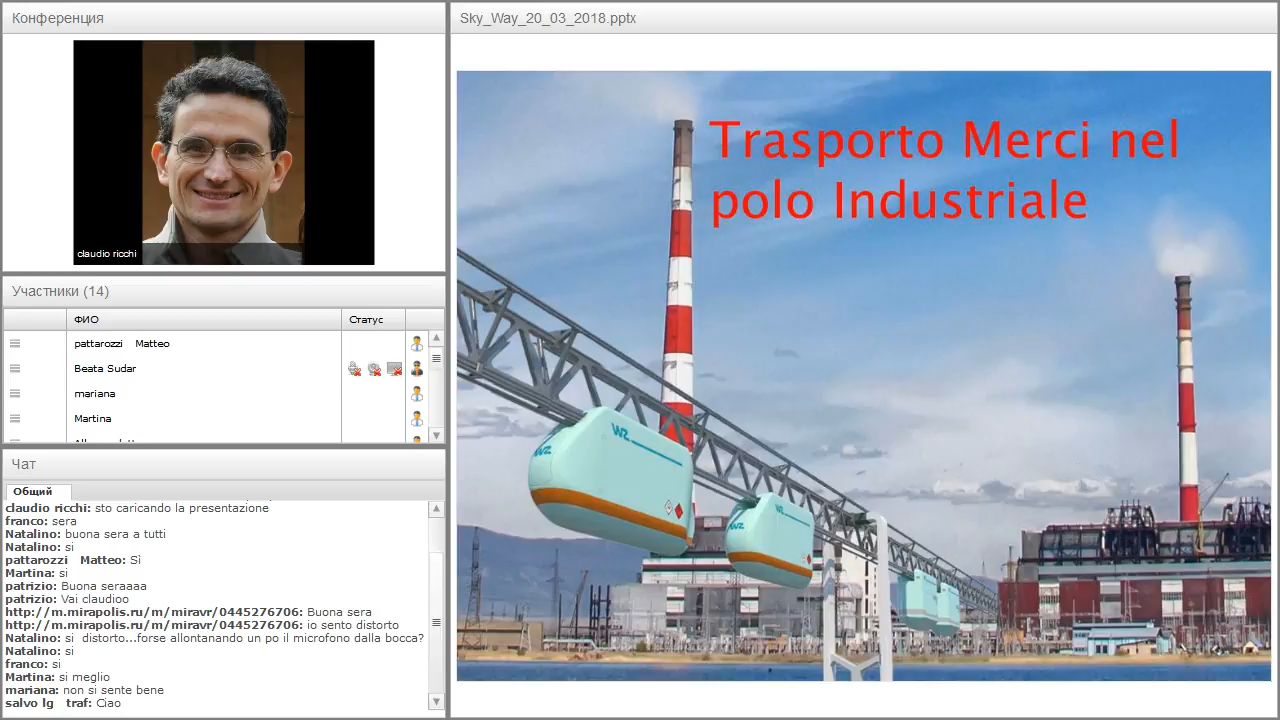 Конференция
claudio ricchi
Участники (14)
ФИО
Статус
pattarozzi Matteo
Beata Sudar
mariana
Martina
Чат
Общий
claudio ricchi: sto caricando la presentazione
franco: sera
Natalino: buona sera a tutti
Natalino: si
pattarozzi Matteo: Sì
Martina: si
patrizio: Buona seraaaa
patrizio: Vai claudioo
http://m.mirapolis.ru/m/miravr/0445276706: Buona sera
http://m.mirapolis.ru/m/miravr/0445276706: io sento distorto
Natalino: si distorto...forse allontanando un po il microfono dalla bocca?
Natalino: si
franco: si
Martina: si meglio
mariana: non si sente bene
salvo lg traf: Ciao
Sky_Way_20_03_2018.pptx
Trasporto Merci nel
polo Industriale